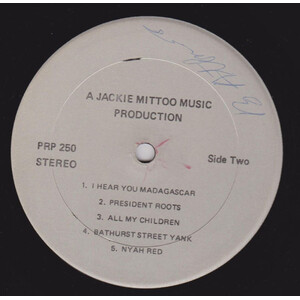 A JACKIE MITTOO MUSIC
PRODUCTION
PRP 250
STEREO
Side Two
1. I HEAR YOU MADAGASCAR
2. PRESIDENT ROOTS
3. ALL MY CHILDREN
4. BATHURST STREET YANK
5. NYAH RED